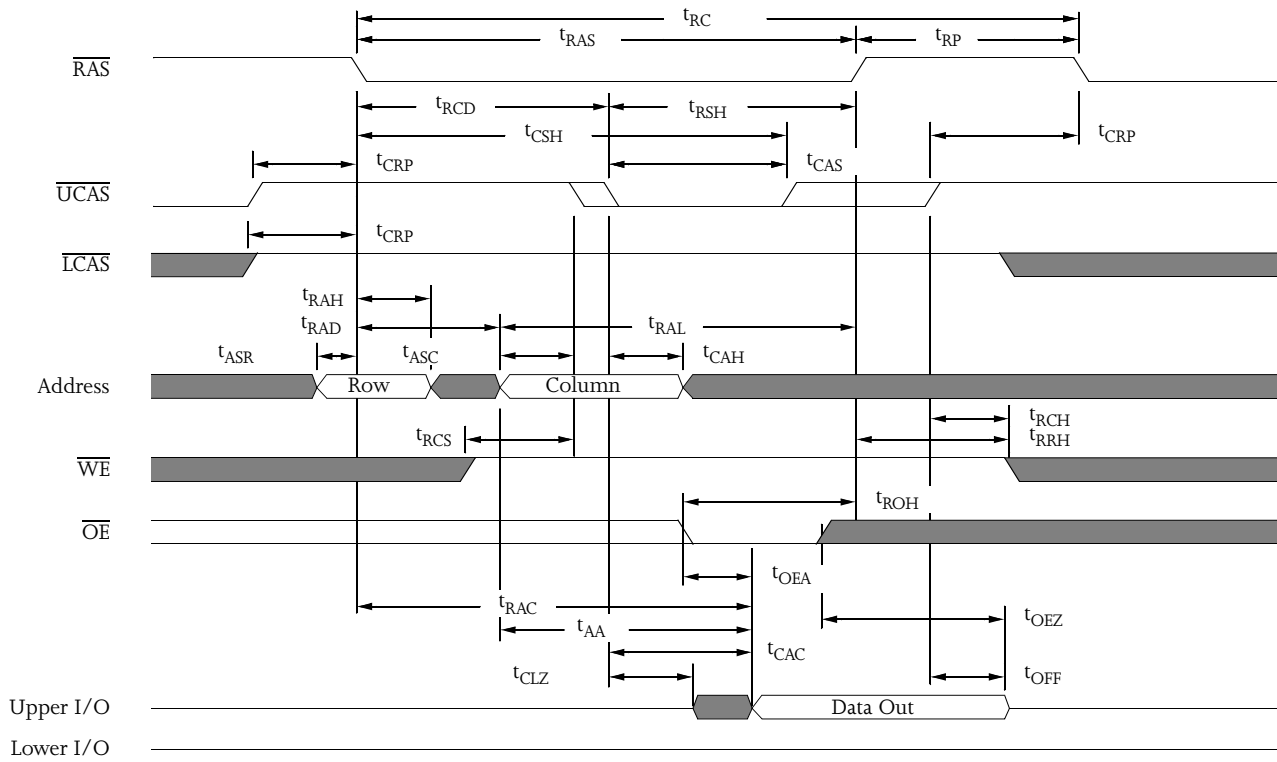 tRC
tRAS
tRP
RAS
tRCD
tRSH
tCSH
tCRP
tCRP
tCAS
UCAS
tCRP
LCAS
tRAH
tRAD
tRAL
tASR
tASC
tCAH
Address
Row
Column
tRCH
tRCS
tRRH
WE
tROH
OE
tOEA
tRAC
tOEZ
tAA
tCAC
tCLZ
tOFF
Upper I/O
Data Out
Lower I/O